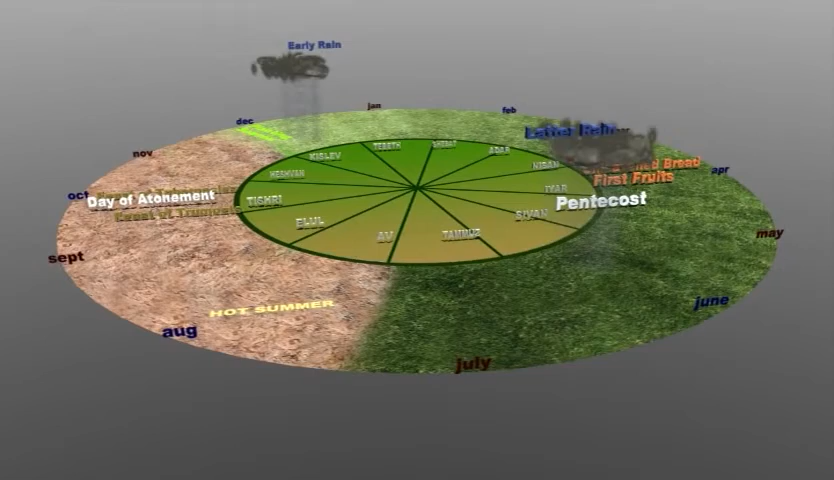 Early Rain
jan
feb
dec
Latter Rain
nov
TEBETH
SHEBAT
ADAR
KISLEV
NISAN
Bread
apr
HESHVAN
First Fruits
oct
Day of Atonement
TISHRI
IYAR
Pentecost
Feast of
ELUL
SIVAN
AV
TAMMUZ
may
sept
HOT SUMMER
june
aug
july